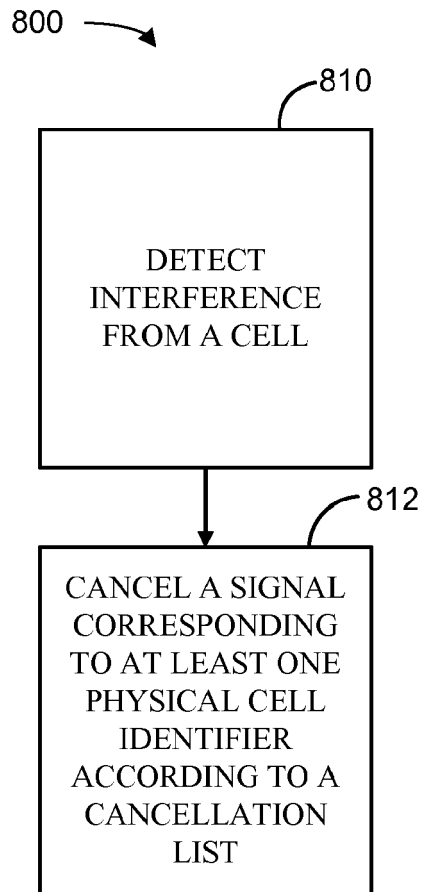 800
810
DETECT
INTERFERENCE
FROM A CELL
812
CANCEL A SIGNAL
CORRESPONDING
TO AT LEAST ONE
PHYSICAL CELL
IDENTIFIER
ACCORDING TO A
CANCELLATION
LIST